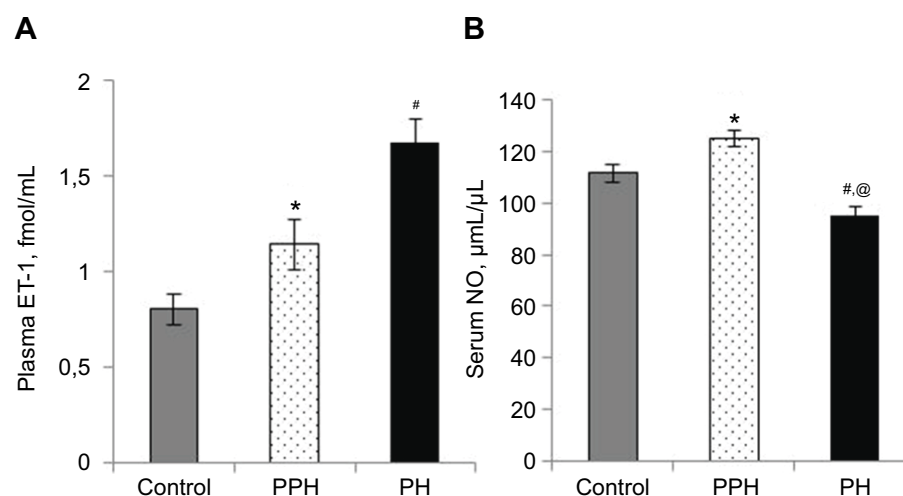 A
Plasma ET-1, fmol/mL
2
1,5
1
0,5
0
*
#
Control PPH PH
B
Serum NO, µmL/µL
140
120
100
80
60
40
20
0
*
#,@
Control PPH PH